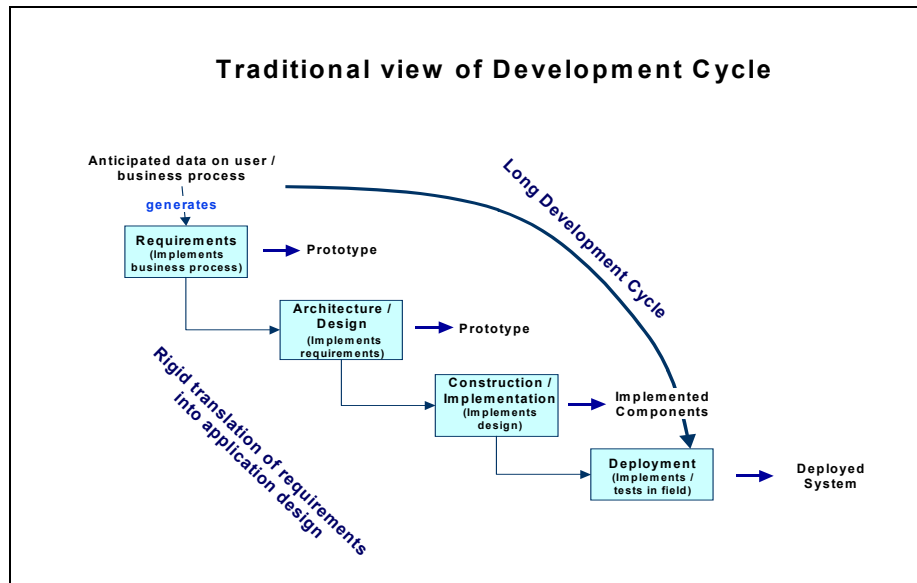 Traditional view of Development Cycle
Anticipated data on user /
business process
generates
Requirements
(Implements
business process)
Prototype
Long Development Cycle
Architecture /
Design
(Implements
requirements)
Prototype
Rigid translation of requirements
into application design
Construction /
Implementation
(Implements
design)
Implemented
Components
Deployment
(Implements /
tests in field)
Deployed
System